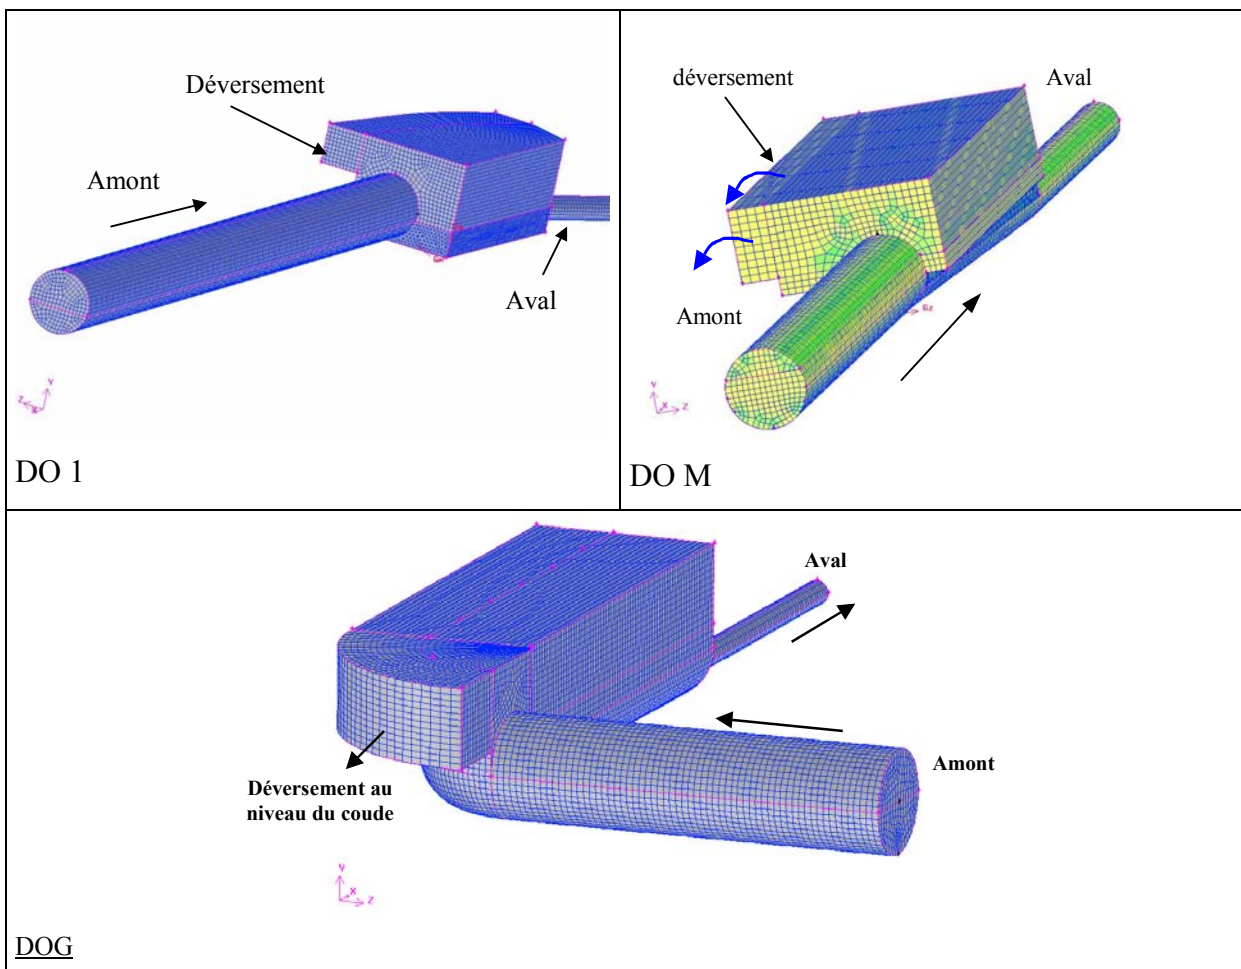 Déversement
Amont
Aval
DO 1
déversement
Aval
Amont
DO M
Aval
Amont
Déversement au
niveau du coude
Y
X
Z
DOG